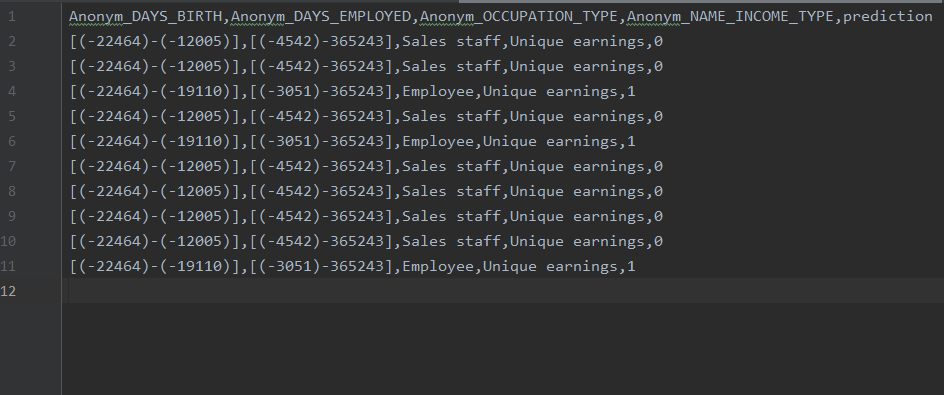 1 Anonym_DAYS_BIRTH,Anonym_DAYS_EMPLOYED,Anonym_OCCUPATION_TYPE,Anonym_NAME_INCOME_TYPE,prediction
2 [(-22464)-(-12005)],[(-4542)-365243],Sales staff,Unique earnings,0
3 [(-22464)-(-12005)],[(-4542)-365243],Sales staff,Unique earnings,0
4 [(-22464)-(-19110)],[(-3051)-365243],Employee,Unique earnings,1
5 [(-22464)-(-12005)],[(-4542)-365243],Sales staff,Unique earnings,0
6 [(-22464)-(-19110)],[(-3051)-365243],Employee,Unique earnings,1
7 [(-22464)-(-12005)],[(-4542)-365243],Sales staff,Unique earnings,0
8 [(-22464)-(-12005)],[(-4542)-365243],Sales staff,Unique earnings,0
9 [(-22464)-(-12005)],[(-4542)-365243],Sales staff,Unique earnings,0
10 [(-22464)-(-12005)],[(-4542)-365243],Sales staff,Unique earnings,0
11 [(-22464)-(-19110)],[(-3051)-365243],Employee,Unique earnings,1
12